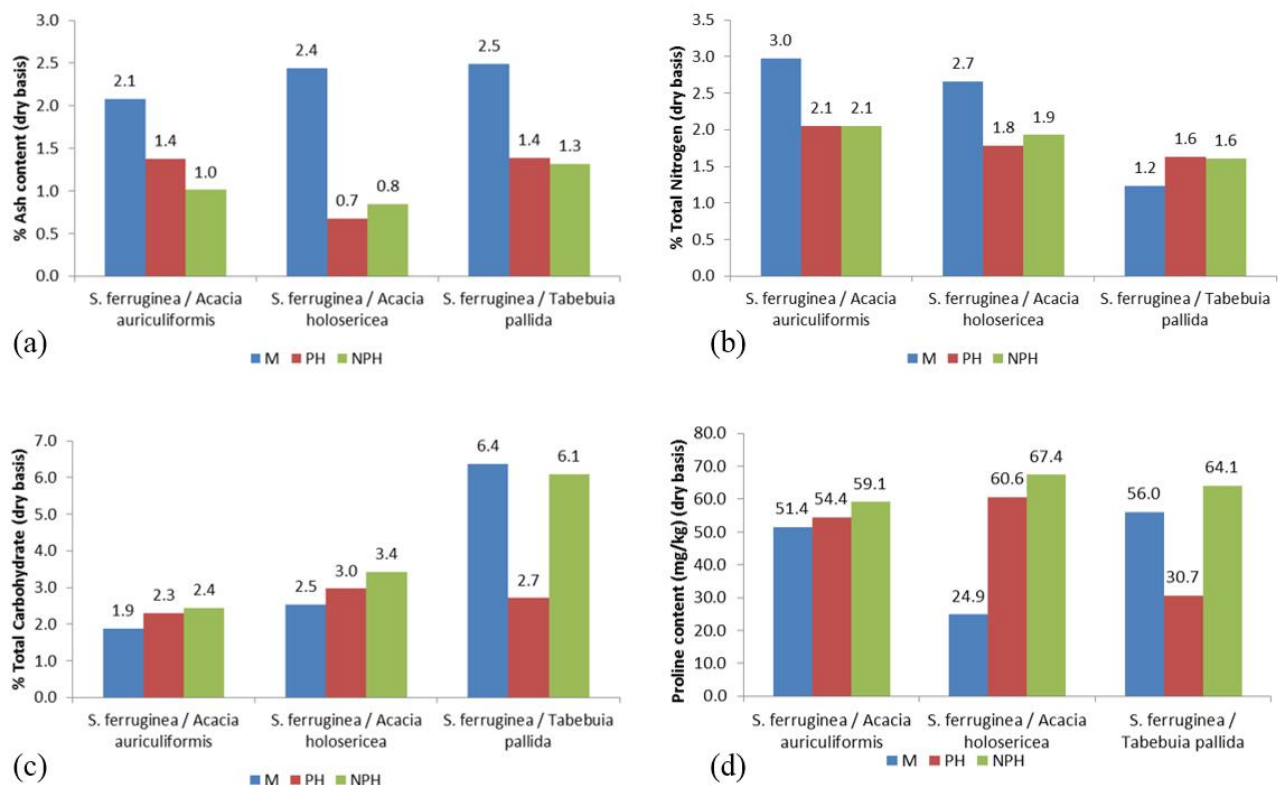 % Ash content (dry basis)
3.0
2.5
2.0
1.5
1.0
0.5
0.0
2.1
1.4
1.0
2.4
0.7
0.8
2.5
1.4
1.3
S. ferruginea / Acacia auriculiformis
S. ferruginea / Acacia holosericea
S. ferruginea / Tabebuia pallida
M PH NPH
(a)
% Total Nitrogen (dry basis)
3.5
3.0
2.5
2.0
1.5
1.0
0.5
0.0
3.0
2.1
2.1
2.7
1.8
1.9
1.2
1.6
1.6
S. ferruginea / Acacia auriculiformis
S. ferruginea / Acacia holosericea
S. ferruginea / Tabebuia pallida
M PH NPH
(b)
% Total Carbohydrate (dry basis)
7.0
6.0
5.0
4.0
3.0
2.0
1.0
0.0
1.9
2.3
2.4
2.5
3.0
3.4
6.4
2.7
6.1
S. ferruginea / Acacia auriculiformis
S. ferruginea / Acacia holosericea
S. ferruginea / Tabebuia pallida
M PH NPH
(c)
Proline content (mg/kg) (dry basis)
80.0
70.0
60.0
50.0
40.0
30.0
20.0
10.0
0.0
51.4
54.4
59.1
24.9
60.6
67.4
56.0
30.7
64.1
S. ferruginea / Acacia auriculiformis
S. ferruginea / Acacia holosericea
S. ferruginea / Tabebuia pallida
M PH NPH
(d)